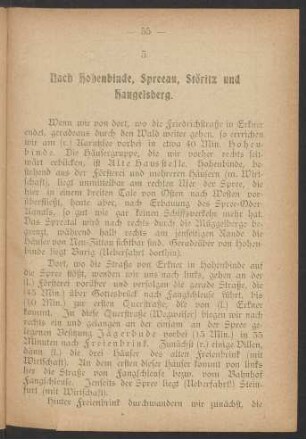 — 55 —
5.
Nach Hohenbinde, Spreeau, Störitz und
Hangelsberg.
Wenn wir von dort, wo die Friedrichstraße in Erkner
endet, geradeaus durch den Wald weiter gehen, so erreichen
wir am (r.) Karutzsee vorbei in etwa 40 Min. Hohen-
binde. Die Häusergruppe, die wir vorher rechts seit-
wärts erblicken, ist Alte Hausstelle. Hohenbinde, be-
stehend aus der Försterei und mehreren Häusern (m. Wirt-
schaft), liegt unmittelbar am rechten Ufer der Spree, die
hier in einem breiten Tale von Osten nach Westen vor-
überfließt, heute aber, nach Erbauung des Spree-Oder-
Kanals, so gut wie gar keinen Schiffsverkehr mehr hat.
Das Spreetal wird nach rechts durch die Müggelberge be-
grenzt, während halb rechts am jenseitigen Rande die
Häuser von Neu-Zittau sichtbar sind. Geradeüber von Hohen-
binde liegt Burig (Ueberfahrt dorthin).
Dort, wo die Straße von Erkner in Hohenbinde auf
die Spree stößt, wenden wir uns nach links, gehen an der
(l.) Försterei vorüber und verfolgen die gerade Straße, die
(45 Min.) über Gottesbrück nach Fangschleuse führt, bis
zur (10 Min.) ersten Querstraße, der von (l.) Erkner
kommt. In diese Querstraße (Wegweiser) biegen wir nach
rechts ein und gelangen an der einsam an der Spree ge-
legenen Besitzung Jägerbude vorbei (15 Min.) in 35
Minuten nach Freienbrink. Zunächst (r.) einige Villen,
dann (l.) die drei Häuser des alten Freienbrink (mit
Wirtschaft). An dem ersten dieser Häuser kommt von links
her die Straße von Fangschleuse bezw. vom Bahnhof
Fangschleuse. Jenseits der Spree liegt (Ueberfahrt) Stein-
furt (mit Wirtschaft).
Hinter Freienbrink durchwandern wir zunächst, die